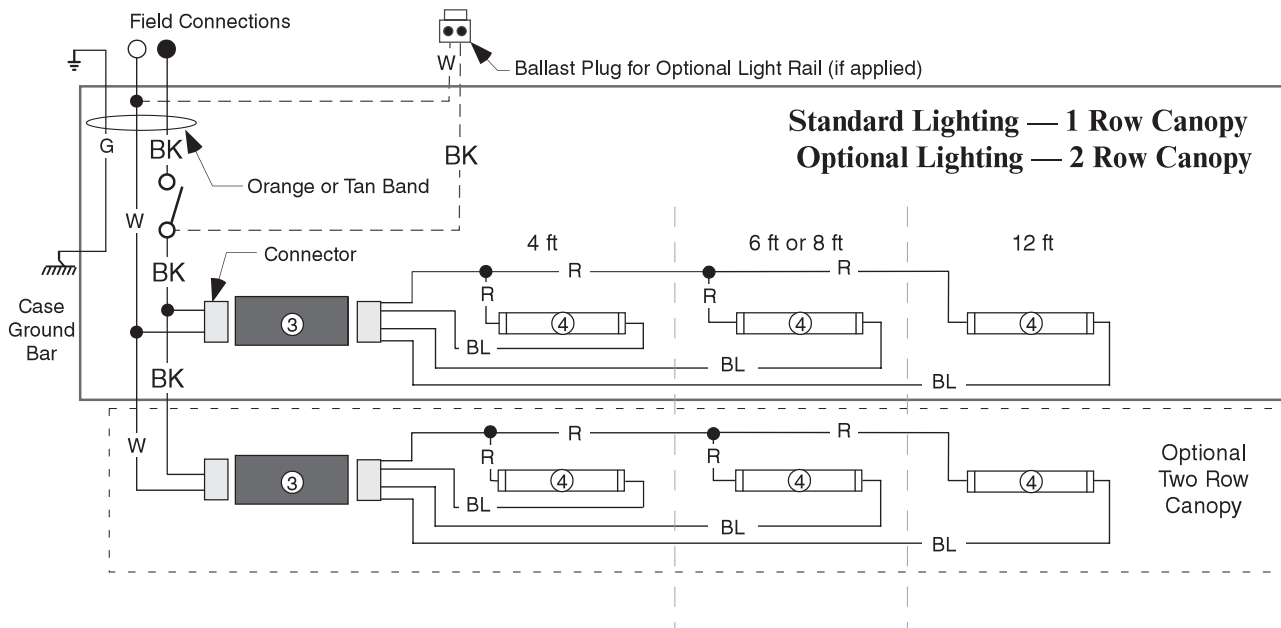 Field Connections
W
Ballast Plug for Optional Light Rail (if applied)
Standard Lighting — 1 Row Canopy
Optional Lighting — 2 Row Canopy
G
BK
BK
Orange or Tan Band
W
4 ft
6 ft or 8 ft
12 ft
Connector
BK
R
R
Case
Ground
Bar
R
R
3
4
4
4
BL
BL
BL
BK
W
R
R
Optional
Two Row
Canopy
R
R
3
4
4
4
BL
BL
BL